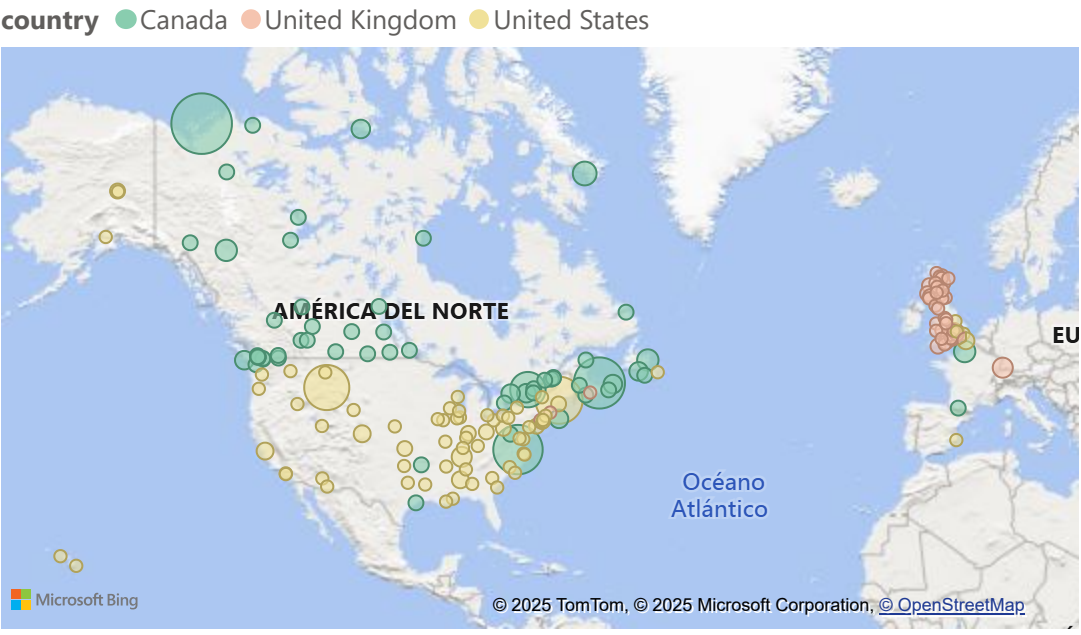 country Canada United Kingdom United States
AMÉRICA DEL NORTE
EU
Océano
Atlántico
Microsoft Bing
© 2025 TomTom, © 2025 Microsoft Corporation, © OpenStreetMap